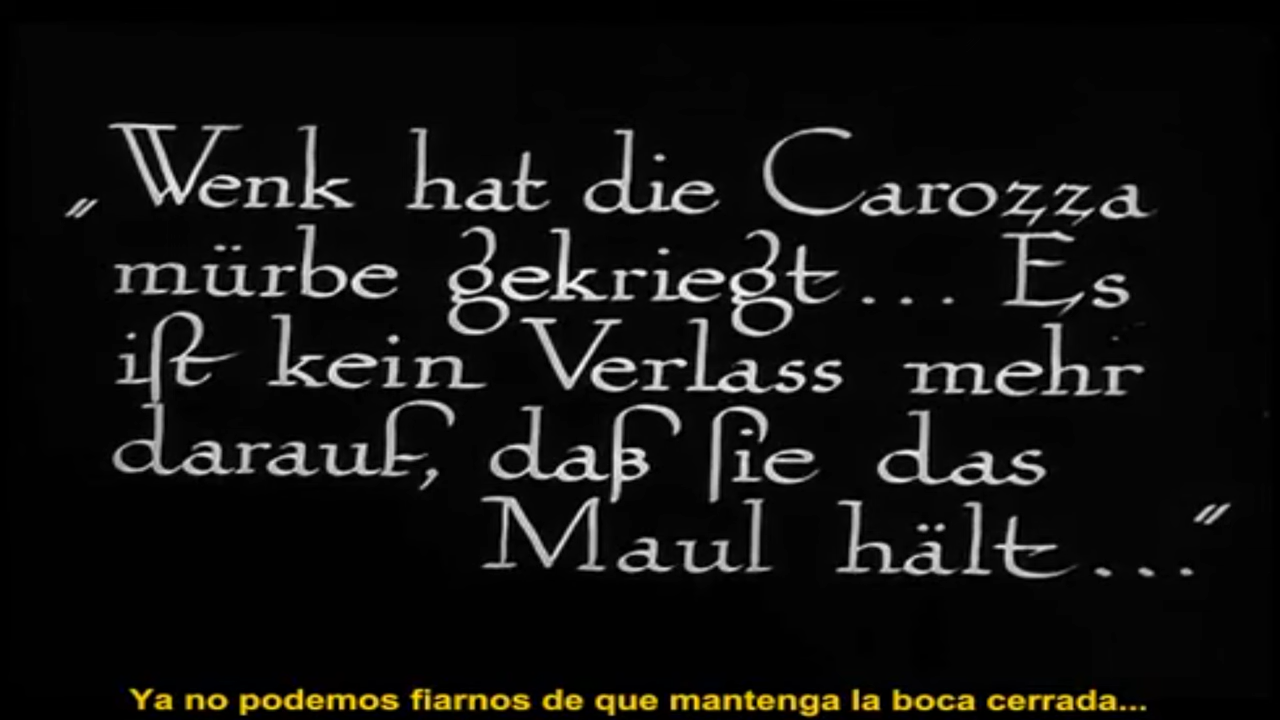 „Wenk hat die Carozza
mürbe gekriegt... Es
iſt kein Verlass mehr
darauf, daß ſie das
Maul hält..."
Ya no podemos fiarnos de que mantenga la boca cerrada...